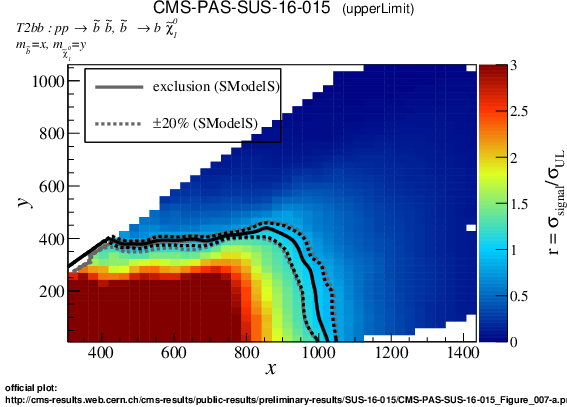 CMS-PAS-SUS-16-015 (upperLimit)
T2bb : pp → b̃ b̃, b̃ → b χ̃⁰₁
m_b̃=x, m_χ̃⁰₁=y
exclusion (SModelS)
±20% (SModelS)
1000
800
600
400
200
y
400 600 800 1000 1200 1400
x
3
2.5
2
1.5
1
0.5
0
r = σ_signal/σ_UL
official plot:
http://cms-results.web.cern.ch/cms-results/public-results/preliminary-results/SUS-16-015/CMS-PAS-SUS-16-015_Figure_007-a.p